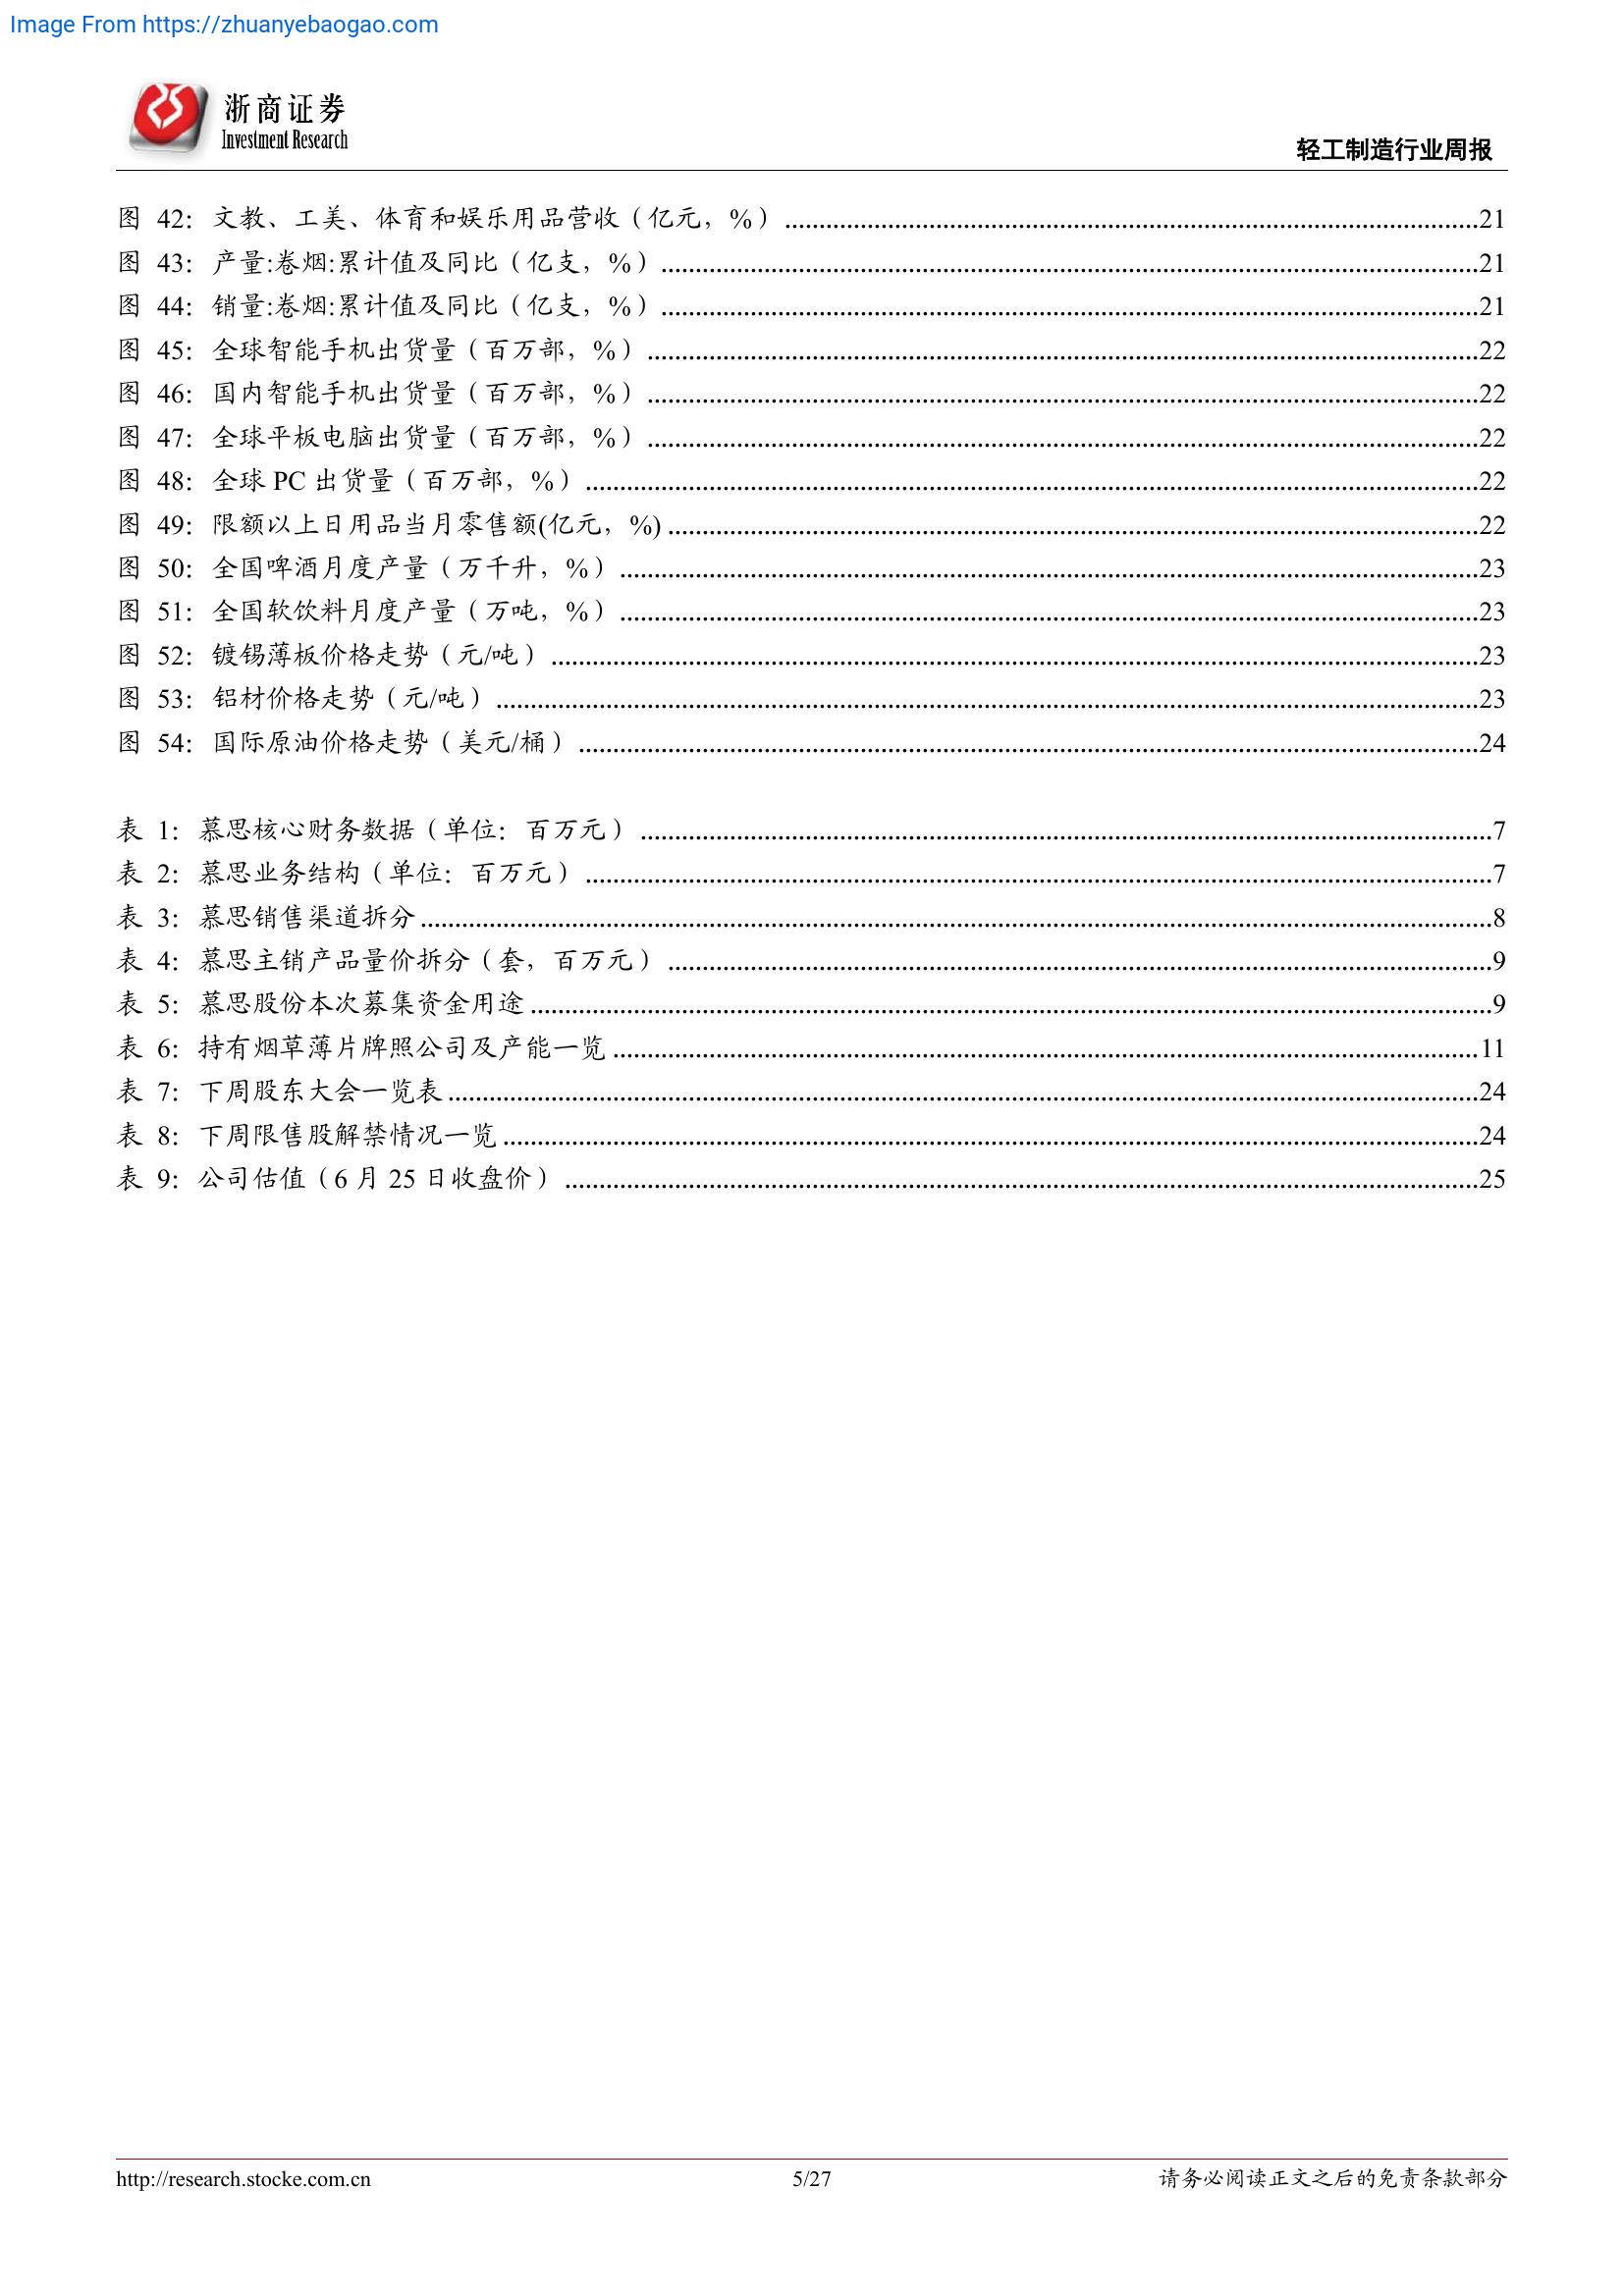 Image From https://zhuanyebaogao.com
浙商证券
Investment Research
轻工制造行业周报
图 42：文教、工美、体育和娱乐用品营收（亿元，%）21
图 43：产量:卷烟:累计值及同比（亿支，%）21
图 44：销量:卷烟:累计值及同比（亿支，%）21
图 45：全球智能手机出货量（百万部，%）22
图 46：国内智能手机出货量（百万部，%）22
图 47：全球平板电脑出货量（百万部，%）22
图 48：全球 PC 出货量（百万部，%）22
图 49：限额以上日用品当月零售额(亿元，%)22
图 50：全国啤酒月度产量（万千升，%）23
图 51：全国软饮料月度产量（万吨，%）23
图 52：镀锡薄板价格走势（元/吨）23
图 53：铝材价格走势（元/吨）23
图 54：国际原油价格走势（美元/桶）24
表 1：慕思核心财务数据（单位：百万元）7
表 2：慕思业务结构（单位：百万元）7
表 3：慕思销售渠道拆分8
表 4：慕思主销产品量价拆分（套，百万元）9
表 5：慕思股份本次募集资金用途9
表 6：持有烟草薄片牌照公司及产能一览11
表 7：下周股东大会一览表24
表 8：下周限售股解禁情况一览24
表 9：公司估值（6 月 25 日收盘价）25
http://research.stocke.com.cn
5/27
请务必阅读正文之后的免责条款部分